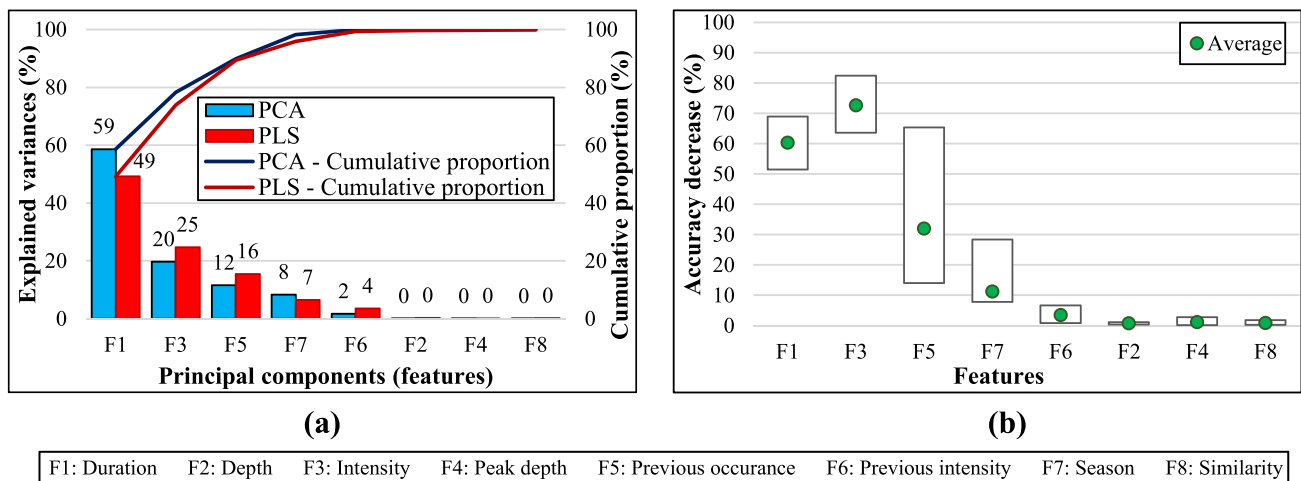 Explained variances (%)
100
80
60
40
20
0
59
49
20
25
12
16
8
7
2
4
0
0
0
0
0
0
PCA
PLS
PCA - Cumulative proportion
PLS - Cumulative proportion
100
80
60
40
20
0
Cumulative proportion (%)
F1 F3 F5 F7 F6 F2 F4 F8
Principal components (features)
(a)
Accuracy decrease (%)
100
90
80
70
60
50
40
30
20
10
0
Average
F1 F3 F5 F7 F6 F2 F4 F8
Features
(b)
F1: Duration F2: Depth F3: Intensity F4: Peak depth F5: Previous occurance F6: Previous intensity F7: Season F8: Similarity